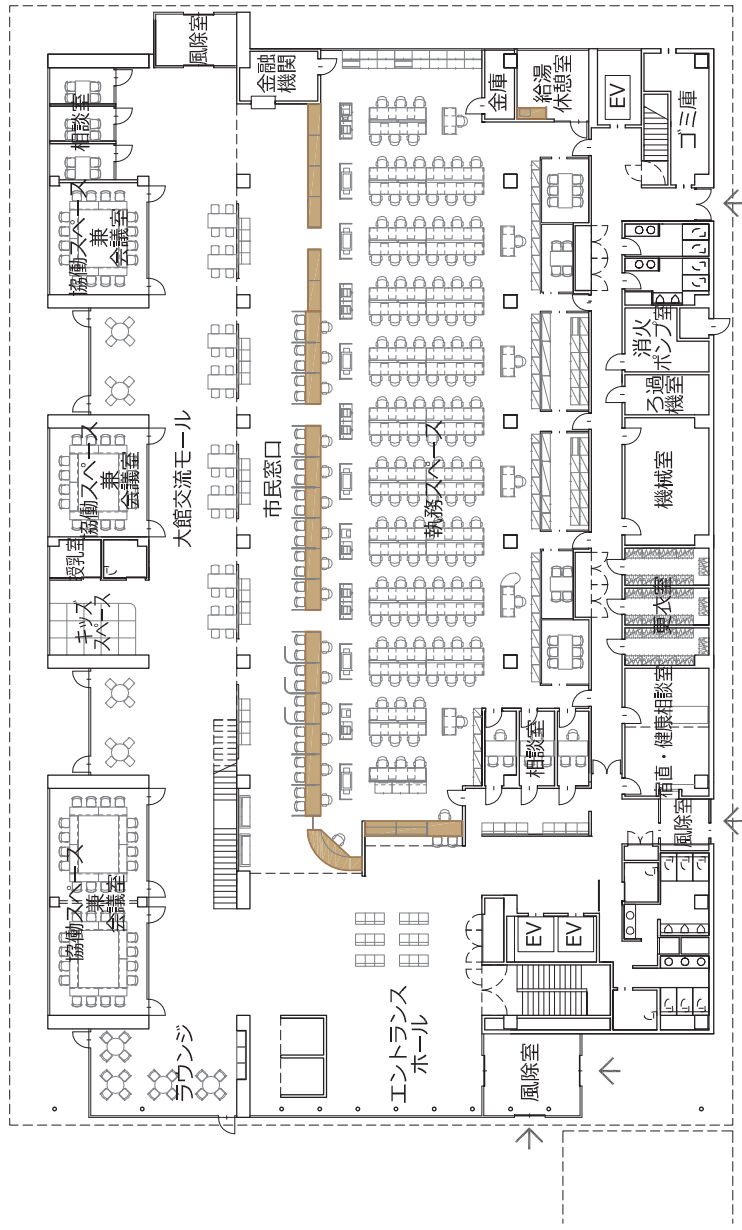 風除室
金融
機関
金庫
給湯
休憩室
EV
ゴミ庫
相談室
協働スペース
兼
会議室
消火
ポンプ室
ろ過
機室
大館交流モール
市民窓口
執務スペース
協働スペース
兼
会議室
機械室
授乳室
キッズ
スペース
更衣室
相談室
宿直・健康相談室
風除室
協働スペース
兼
会議室
EV
EV
ラウンジ
エントランス
ホール
風除室